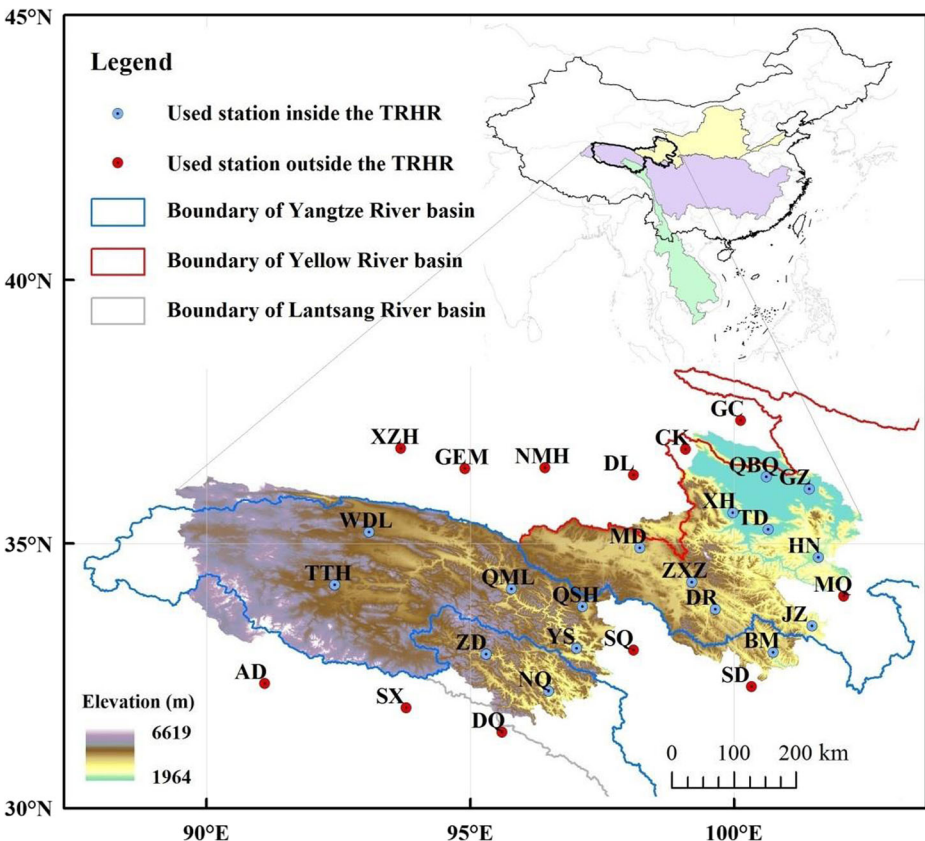 45°N
Legend
Used station inside the TRHR
Used station outside the TRHR
Boundary of Yangtze River basin
Boundary of Yellow River basin
Boundary of Lantsang River basin
40°N
GC
XZH
CK
GEM
NMH
DL
QBQ
GZ
XH
WDL
TD
35°N
MD
HN
ZXZ
TTH
QML
MQ
QSH
DR
JZ
ZD
YS
SQ
BM
AD
NQ
SD
SX
DQ
Elevation (m)
6619
1964
0 100 200 km
30°N
90°E 95°E 100°E